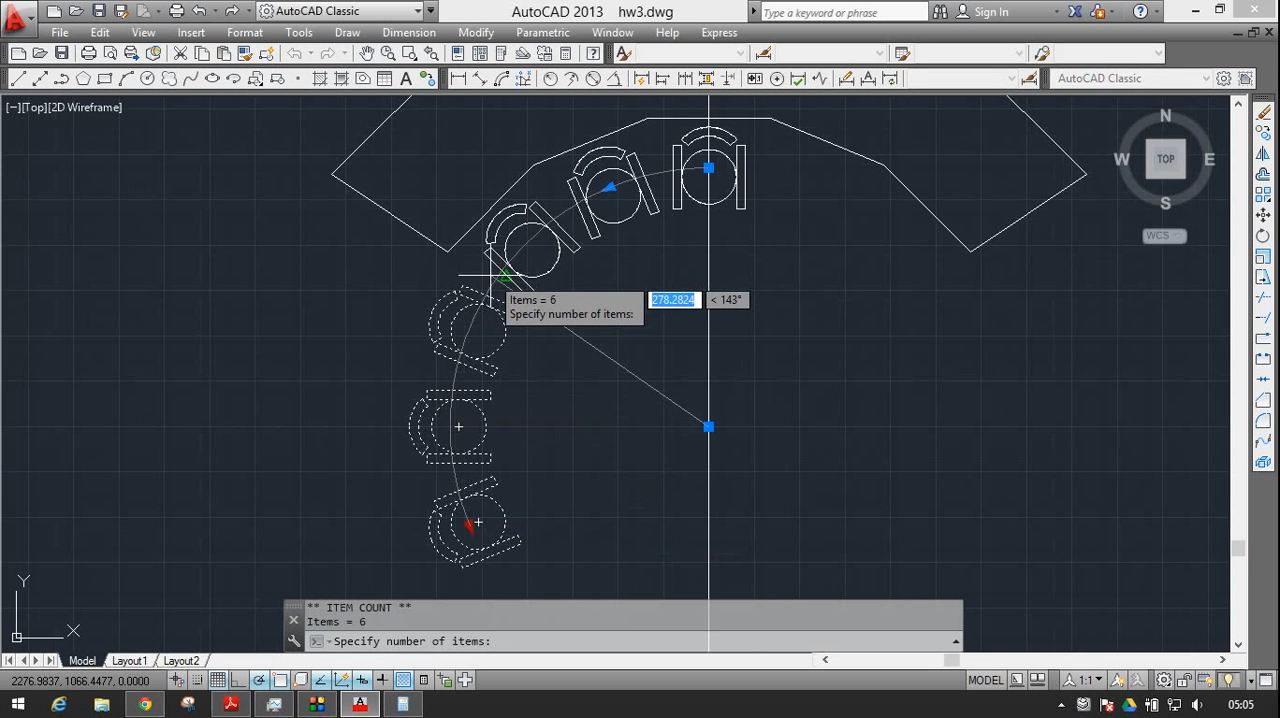 AutoCAD Classic
AutoCAD 2013 hw3.dwg
Type a keyword or phrase
Sign In
File Edit View Insert Format Tools Draw Dimension Modify Parametric Window Help Express
AutoCAD Classic
[−][Top][2D Wireframe]
N
W TOP E
S
WCS
Items = 6
Specify number of items:
278.2824
< 143°
Y
X
** ITEM COUNT **
Items = 6
Specify number of items:
Model Layout1 Layout2
2276.9837, 1066.4477, 0.0000
MODEL
1:1
05:05